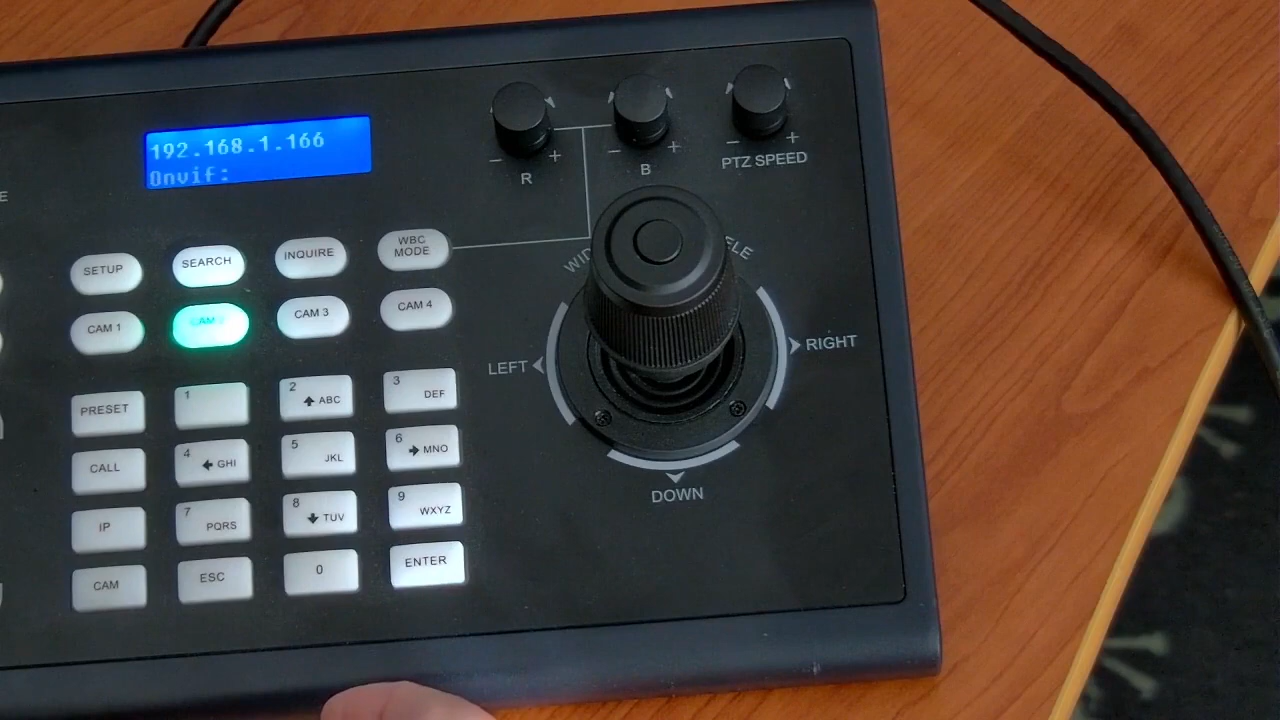 192.168.1.166
Onvif:
E
− + R
− + B
− + PTZ SPEED
SETUP SEARCH INQUIRE WBC MODE
WID ELE
CAM 1 CAM 3 CAM 4
LEFT RIGHT
DOWN
PRESET 1 2 ABC 3 DEF
CALL 4 GHI 5 JKL 6 MNO
IP 7 PQRS 8 TUV 9 WXYZ
CAM ESC 0 ENTER